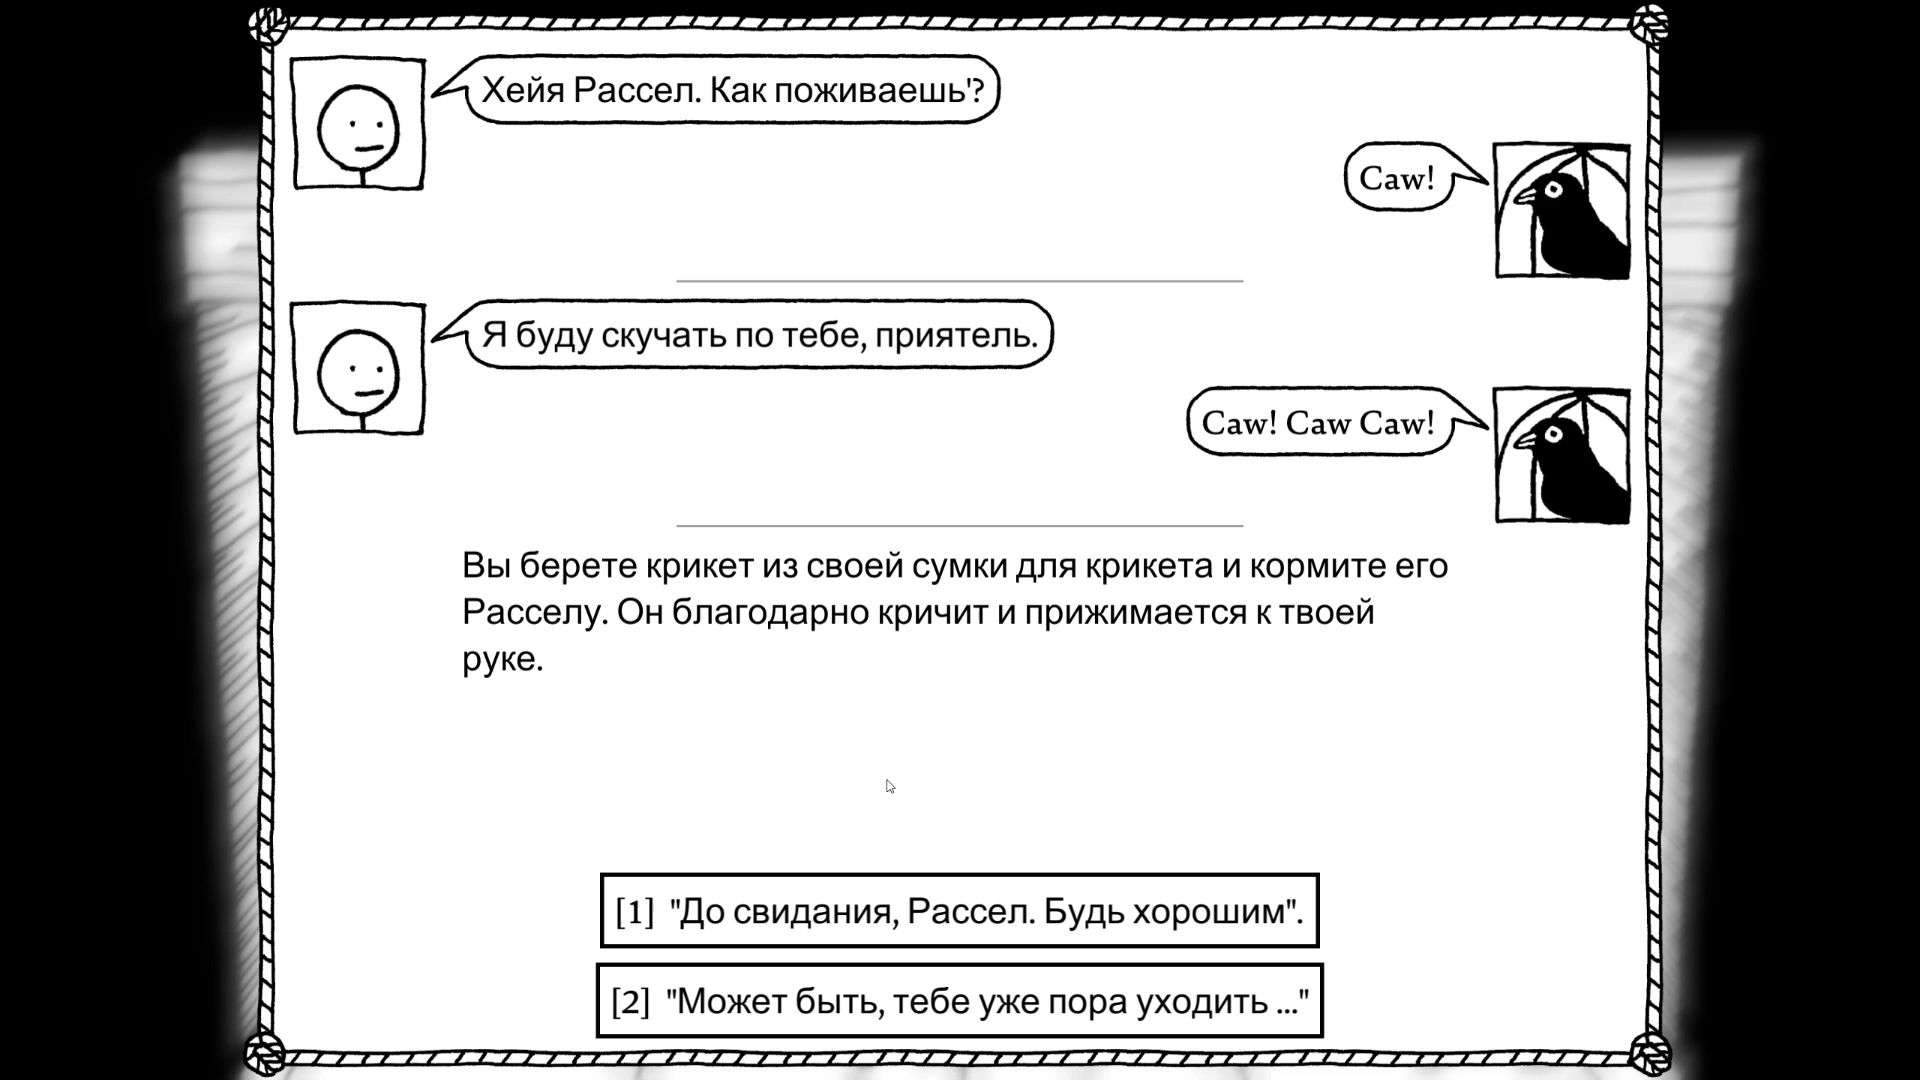 Хейя Рассел. Как поживаешь'?
Caw!
Я буду скучать по тебе, приятель.
Caw! Caw Caw!
Вы берете крикет из своей сумки для крикета и кормите его
Расселу. Он благодарно кричит и прижимается к твоей
руке.
[1] "До свидания, Рассел. Будь хорошим".
[2] "Может быть, тебе уже пора уходить ..."